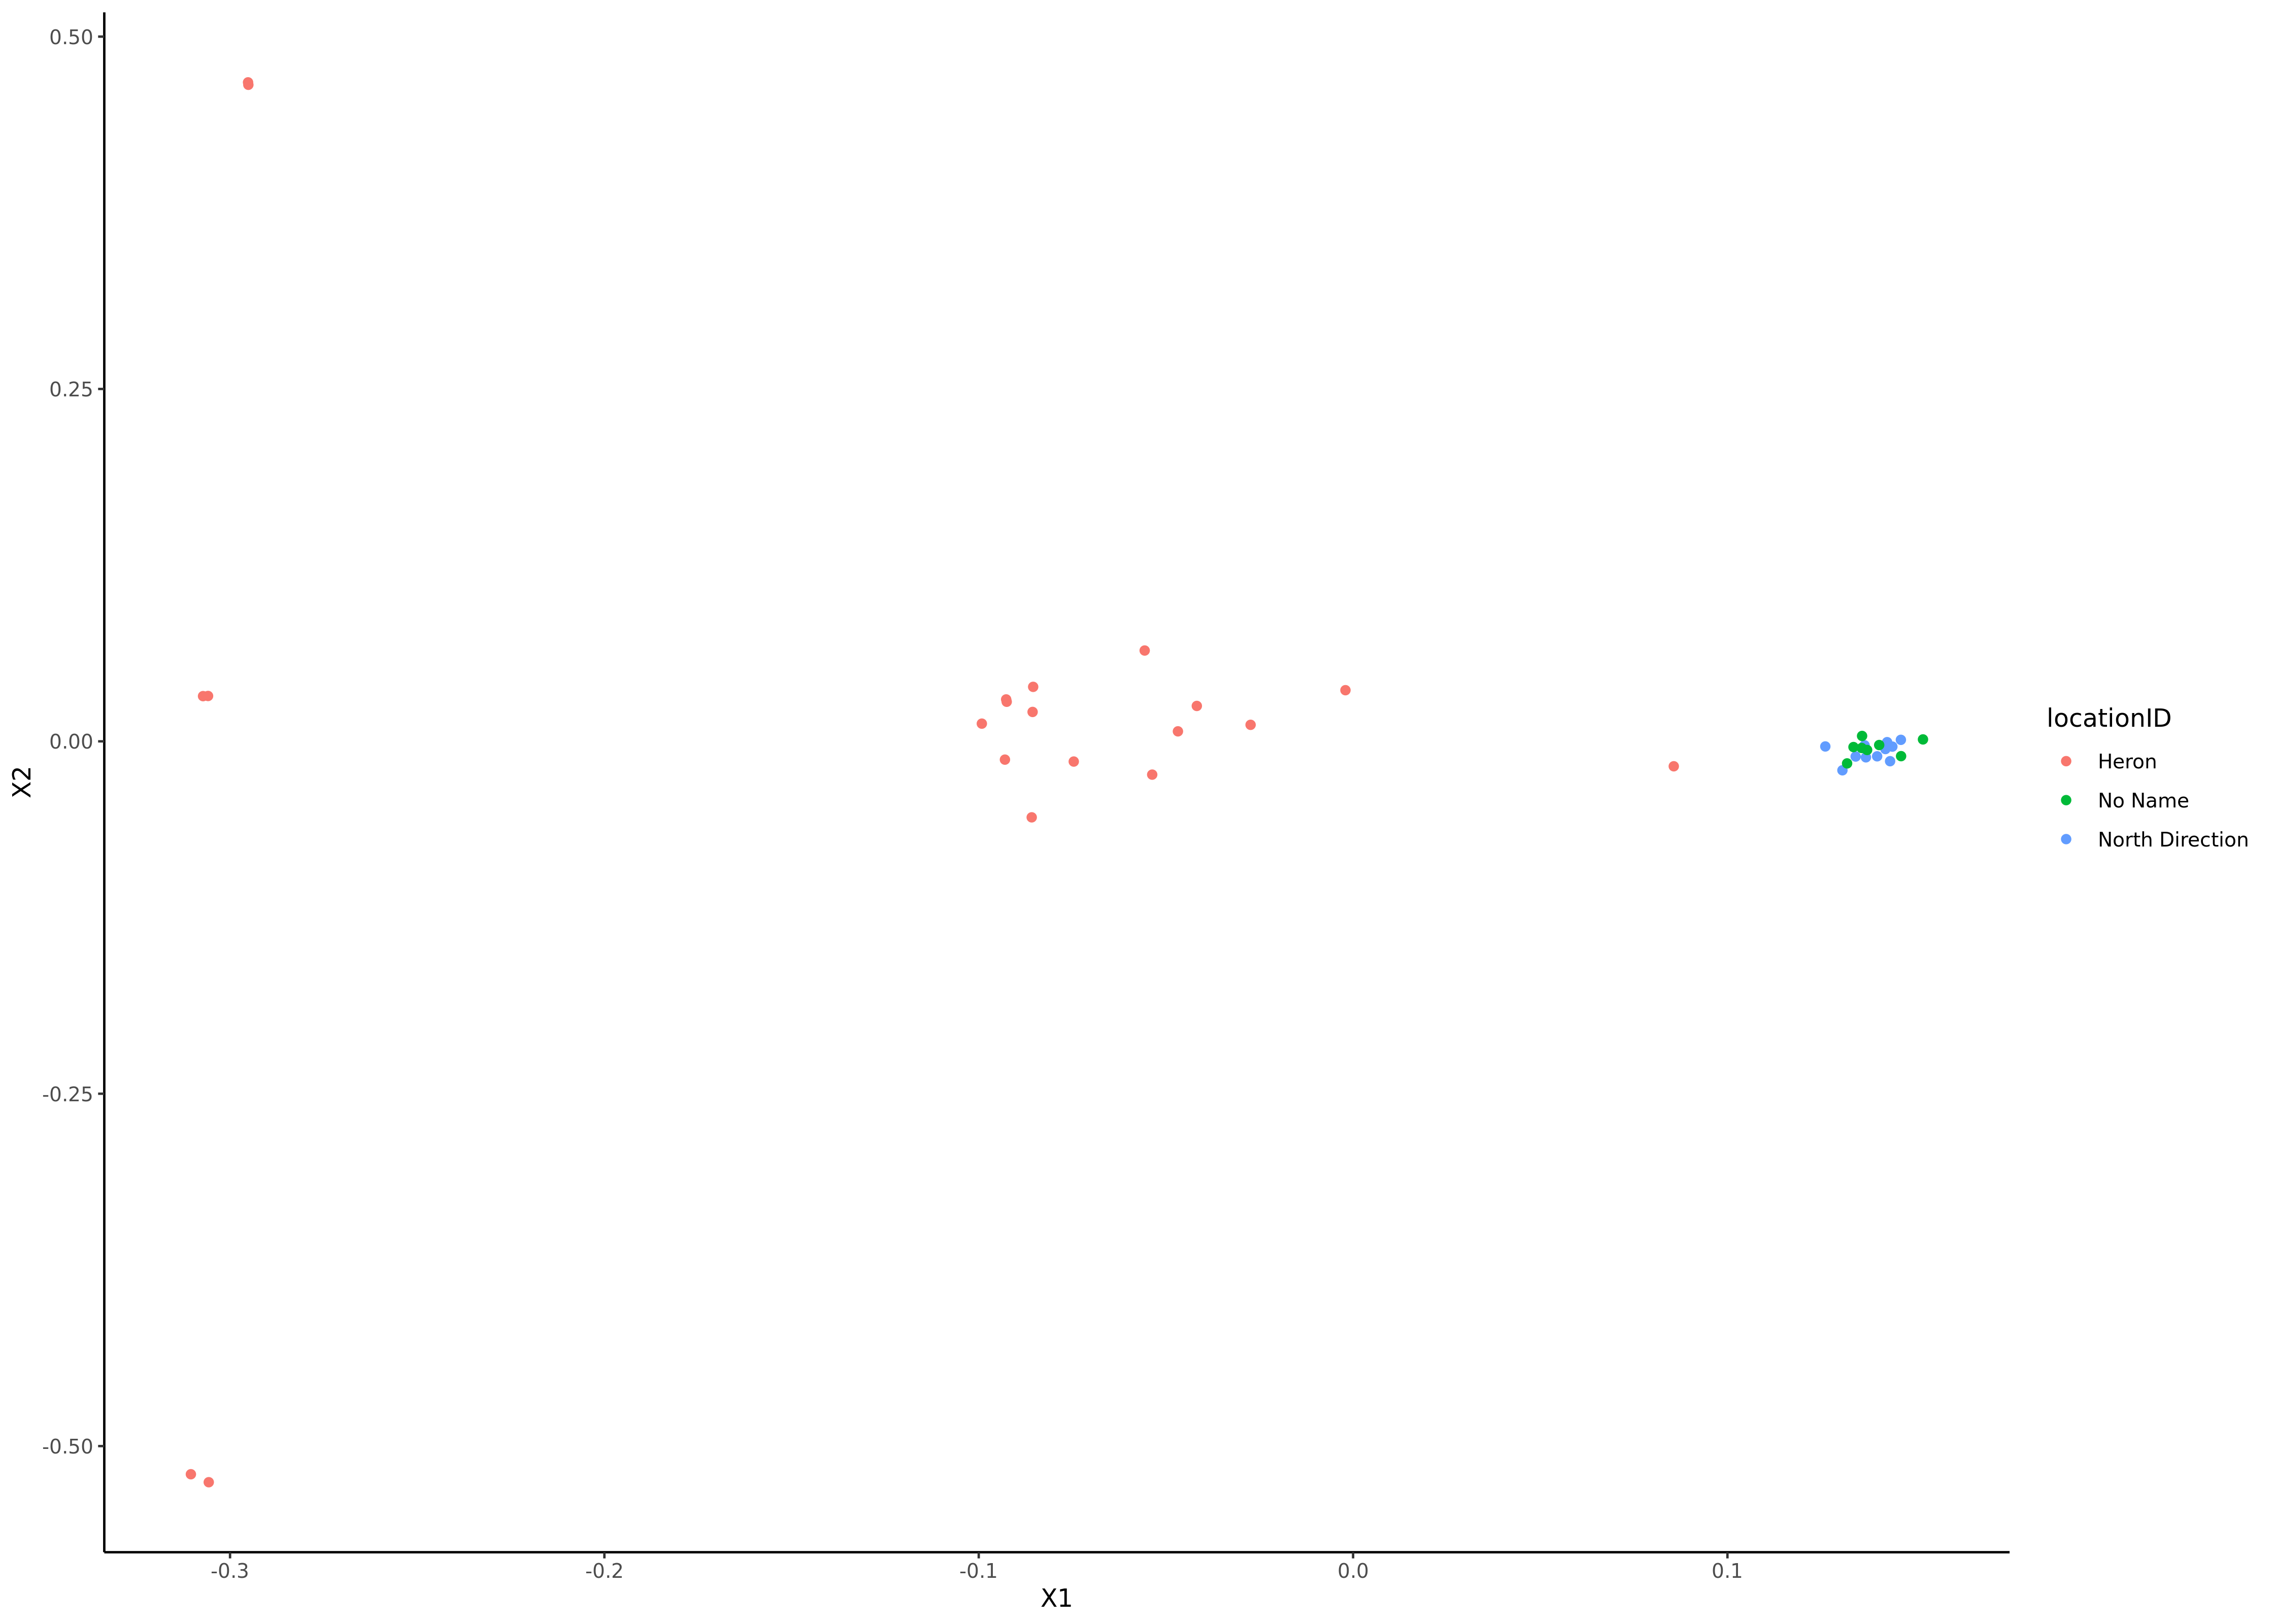 0.50
0.25
0.00
-0.25
-0.50
X2
-0.3
-0.2
-0.1
0.0
0.1
X1
locationID
Heron
No Name
North Direction